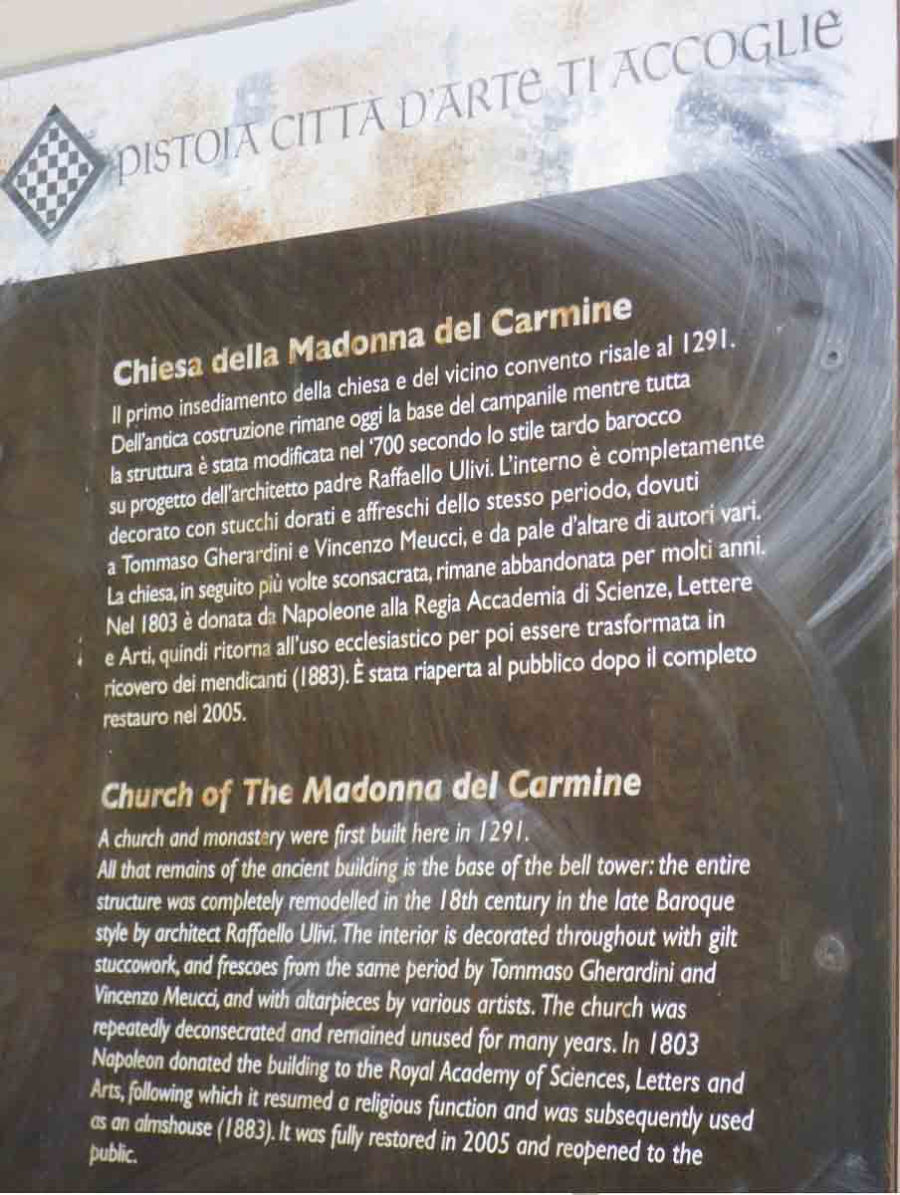 PISTOIA CITTÀ D'ARTE TI ACCOGLIE
Chiesa della Madonna del Carmine
Il primo insediamento della chiesa e del vicino convento risale al 1291.
Dell'antica costruzione rimane oggi la base del campanile mentre tutta
la struttura è stata modificata nel '700 secondo lo stile tardo barocco
su progetto dell'architetto padre Raffaello Ulivi. L'interno è completamente
decorato con stucchi dorati e affreschi dello stesso periodo, dovuti
a Tommaso Gherardini e Vincenzo Meucci, e da pale d'altare di autori vari.
La chiesa, in seguito più volte sconsacrata, rimane abbandonata per molti anni.
Nel 1803 è donata da Napoleone alla Regia Accademia di Scienze, Lettere
e Arti, quindi ritorna all'uso ecclesiastico per poi essere trasformata in
ricovero dei mendicanti (1883). È stata riaperta al pubblico dopo il completo
restauro nel 2005.
Church of The Madonna del Carmine
A church and monastery were first built here in 1291.
All that remains of the ancient building is the base of the bell tower: the entire
structure was completely remodelled in the 18th century in the late Baroque
style by architect Raffaello Ulivi. The interior is decorated throughout with gilt
stuccowork, and frescoes from the same period by Tommaso Gherardini and
Vincenzo Meucci, and with altarpieces by various artists. The church was
repeatedly deconsecrated and remained unused for many years. In 1803
Napoleon donated the building to the Royal Academy of Sciences, Letters and
Arts, following which it resumed a religious function and was subsequently used
as an almshouse (1883). It was fully restored in 2005 and reopened to the
public.